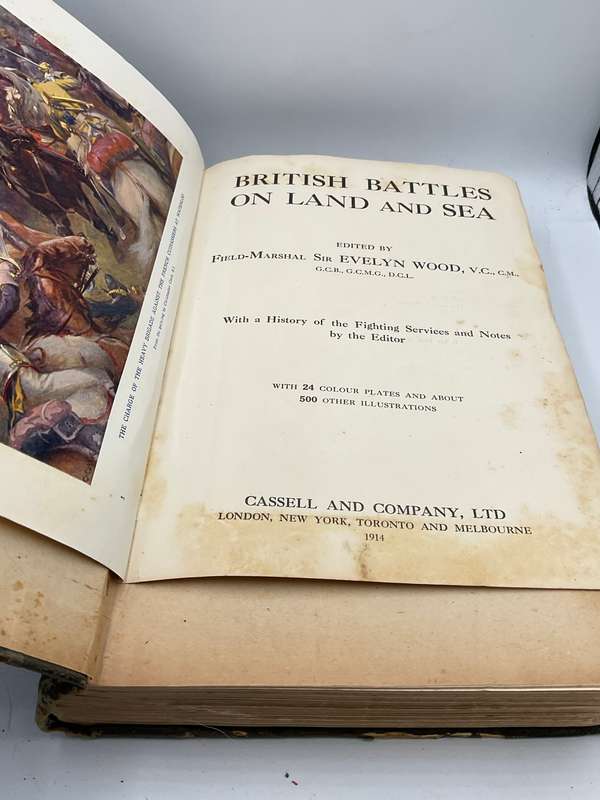 THE CHARGE OF THE HEAVY BRIGADE AGAINST THE FRENCH CUIRASSIERS AT WATERLOO
BRITISH BATTLES
ON LAND AND SEA
EDITED BY
FIELD-MARSHAL SIR EVELYN WOOD, V.C., C.M.,
G.C.B., G.C.M.G., D.C.L.
With a History of the Fighting Services and Notes
by the Editor
WITH 24 COLOUR PLATES AND ABOUT
500 OTHER ILLUSTRATIONS
CASSELL AND COMPANY, LTD
LONDON, NEW YORK, TORONTO AND MELBOURNE
1914